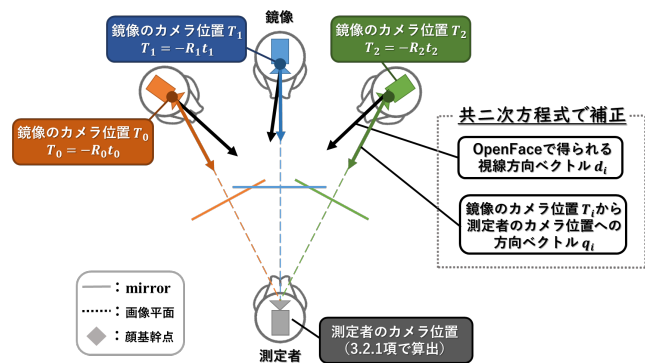 鏡像
鏡像のカメラ位置 T₁
T₁=−R₁t₁
鏡像のカメラ位置 T₂
T₂=−R₂t₂
鏡像のカメラ位置 T₀
T₀=−R₀t₀
共二次方程式で補正
OpenFaceで得られる
視線方向ベクトル dᵢ
鏡像のカメラ位置 Tᵢから
測定者のカメラ位置への
方向ベクトル qᵢ
：mirror
：画像平面
：顔基幹点
測定者のカメラ位置
（3.2.1項で算出）
測定者